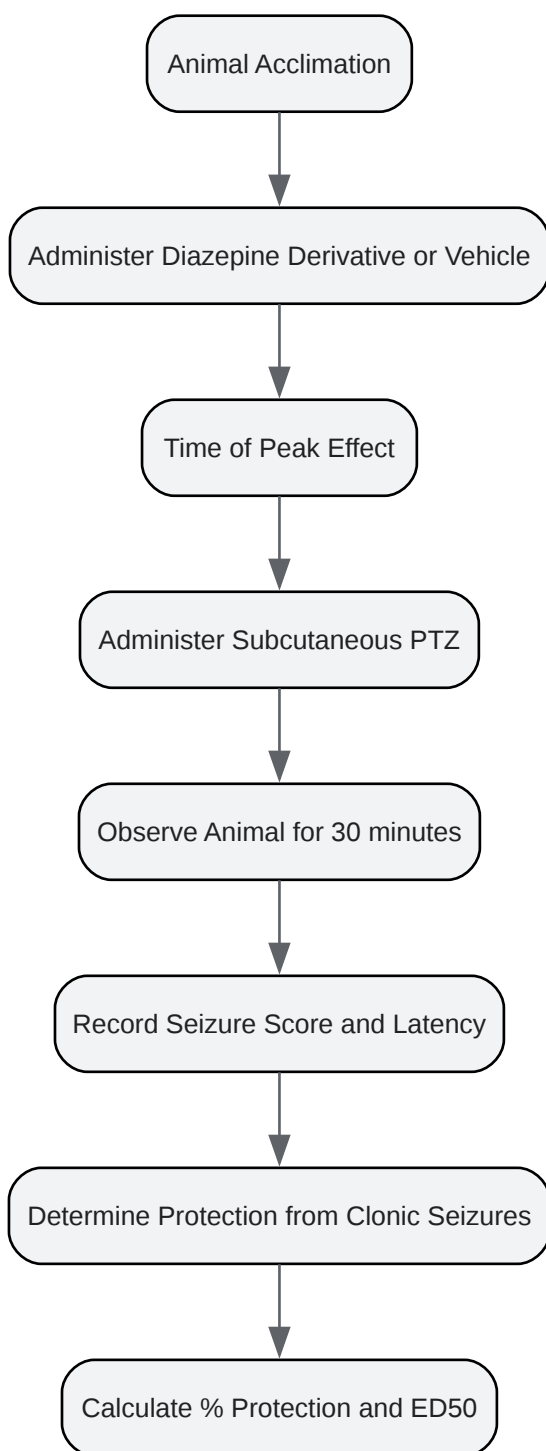 Animal Acclimation
Administer Diazepine Derivative or Vehicle
Time of Peak Effect
Administer Subcutaneous PTZ
Observe Animal for 30 minutes
Record Seizure Score and Latency
Determine Protection from Clonic Seizures
Calculate % Protection and ED50